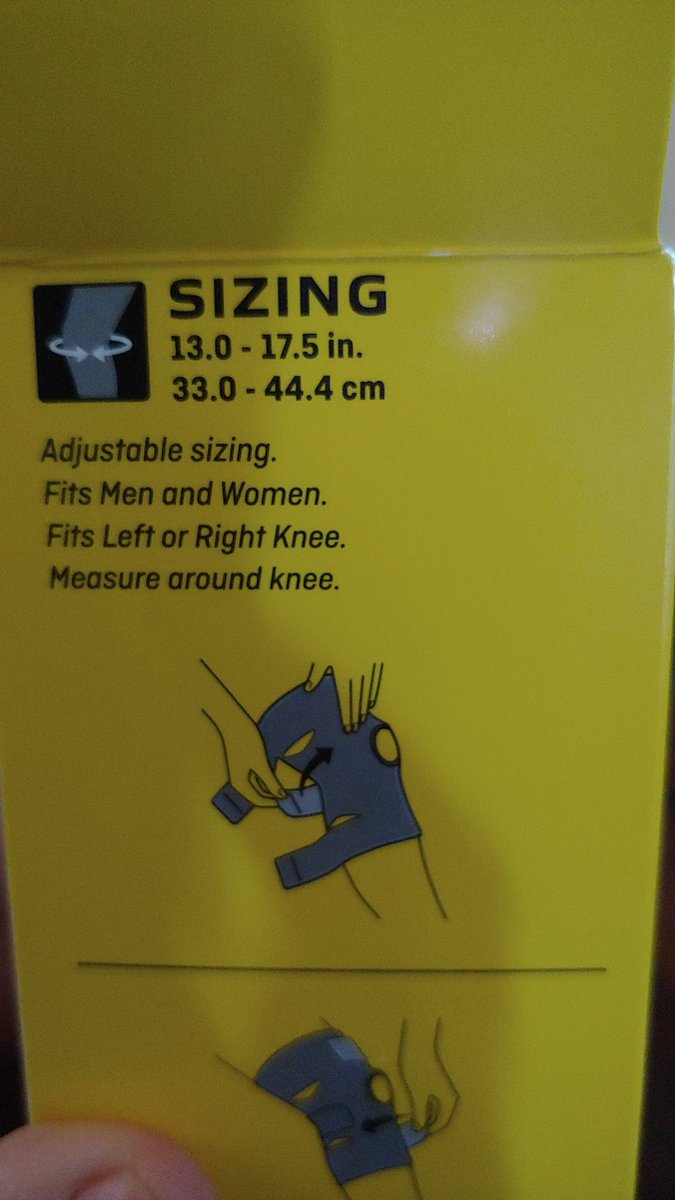 SIZING
13.0 - 17.5 in.
33.0 - 44.4 cm
Adjustable sizing.
Fits Men and Women.
Fits Left or Right Knee.
Measure around knee.